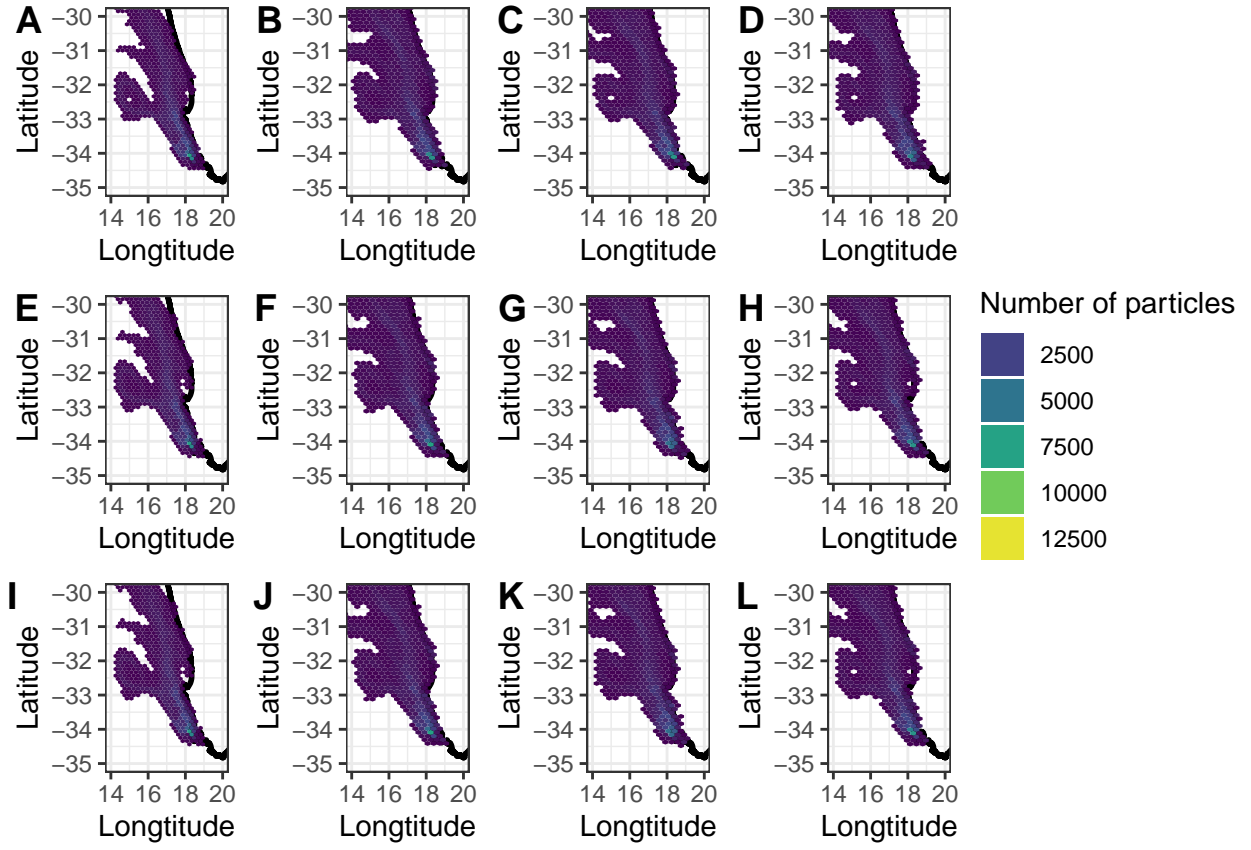 A
B
C
D
−30
−31
−32
−33
−34
−35
Latitude
14 16 18 20
Longtitude
−30
−31
−32
−33
−34
−35
Latitude
14 16 18 20
Longtitude
−30
−31
−32
−33
−34
−35
Latitude
14 16 18 20
Longtitude
−30
−31
−32
−33
−34
−35
Latitude
14 16 18 20
Longtitude
E
F
G
H
−30
−31
−32
−33
−34
−35
Latitude
14 16 18 20
Longtitude
−30
−31
−32
−33
−34
−35
Latitude
14 16 18 20
Longtitude
−30
−31
−32
−33
−34
−35
Latitude
14 16 18 20
Longtitude
−30
−31
−32
−33
−34
−35
Latitude
14 16 18 20
Longtitude
Number of particles
2500
5000
7500
10000
12500
I
J
K
L
−30
−31
−32
−33
−34
−35
Latitude
14 16 18 20
Longtitude
−30
−31
−32
−33
−34
−35
Latitude
14 16 18 20
Longtitude
−30
−31
−32
−33
−34
−35
Latitude
14 16 18 20
Longtitude
−30
−31
−32
−33
−34
−35
Latitude
14 16 18 20
Longtitude